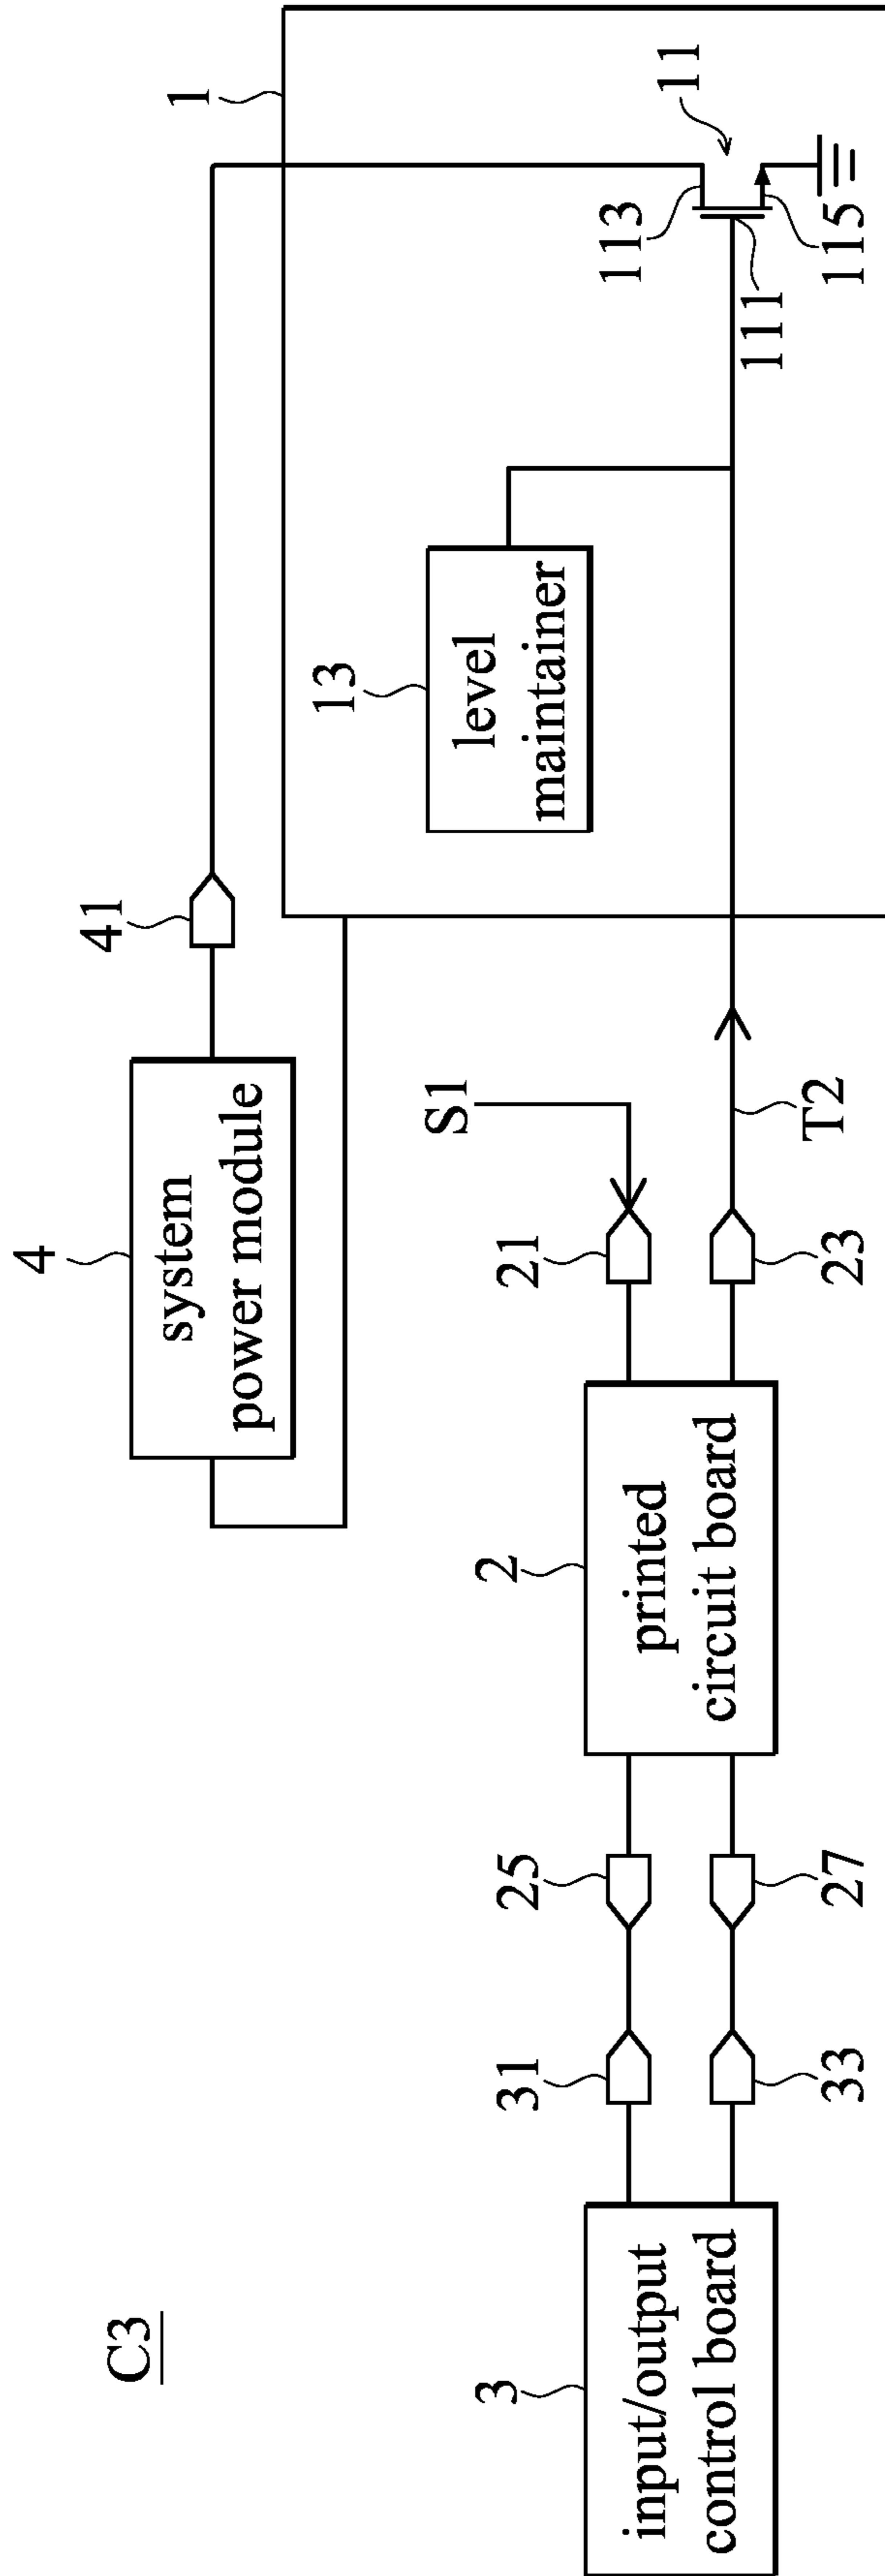 C3
4
system
power module
41
1
13
level
maintainer
11
113
111
115
S1
T2
3
input/output
control board
31
33
25
27
2
printed
circuit board
21
23